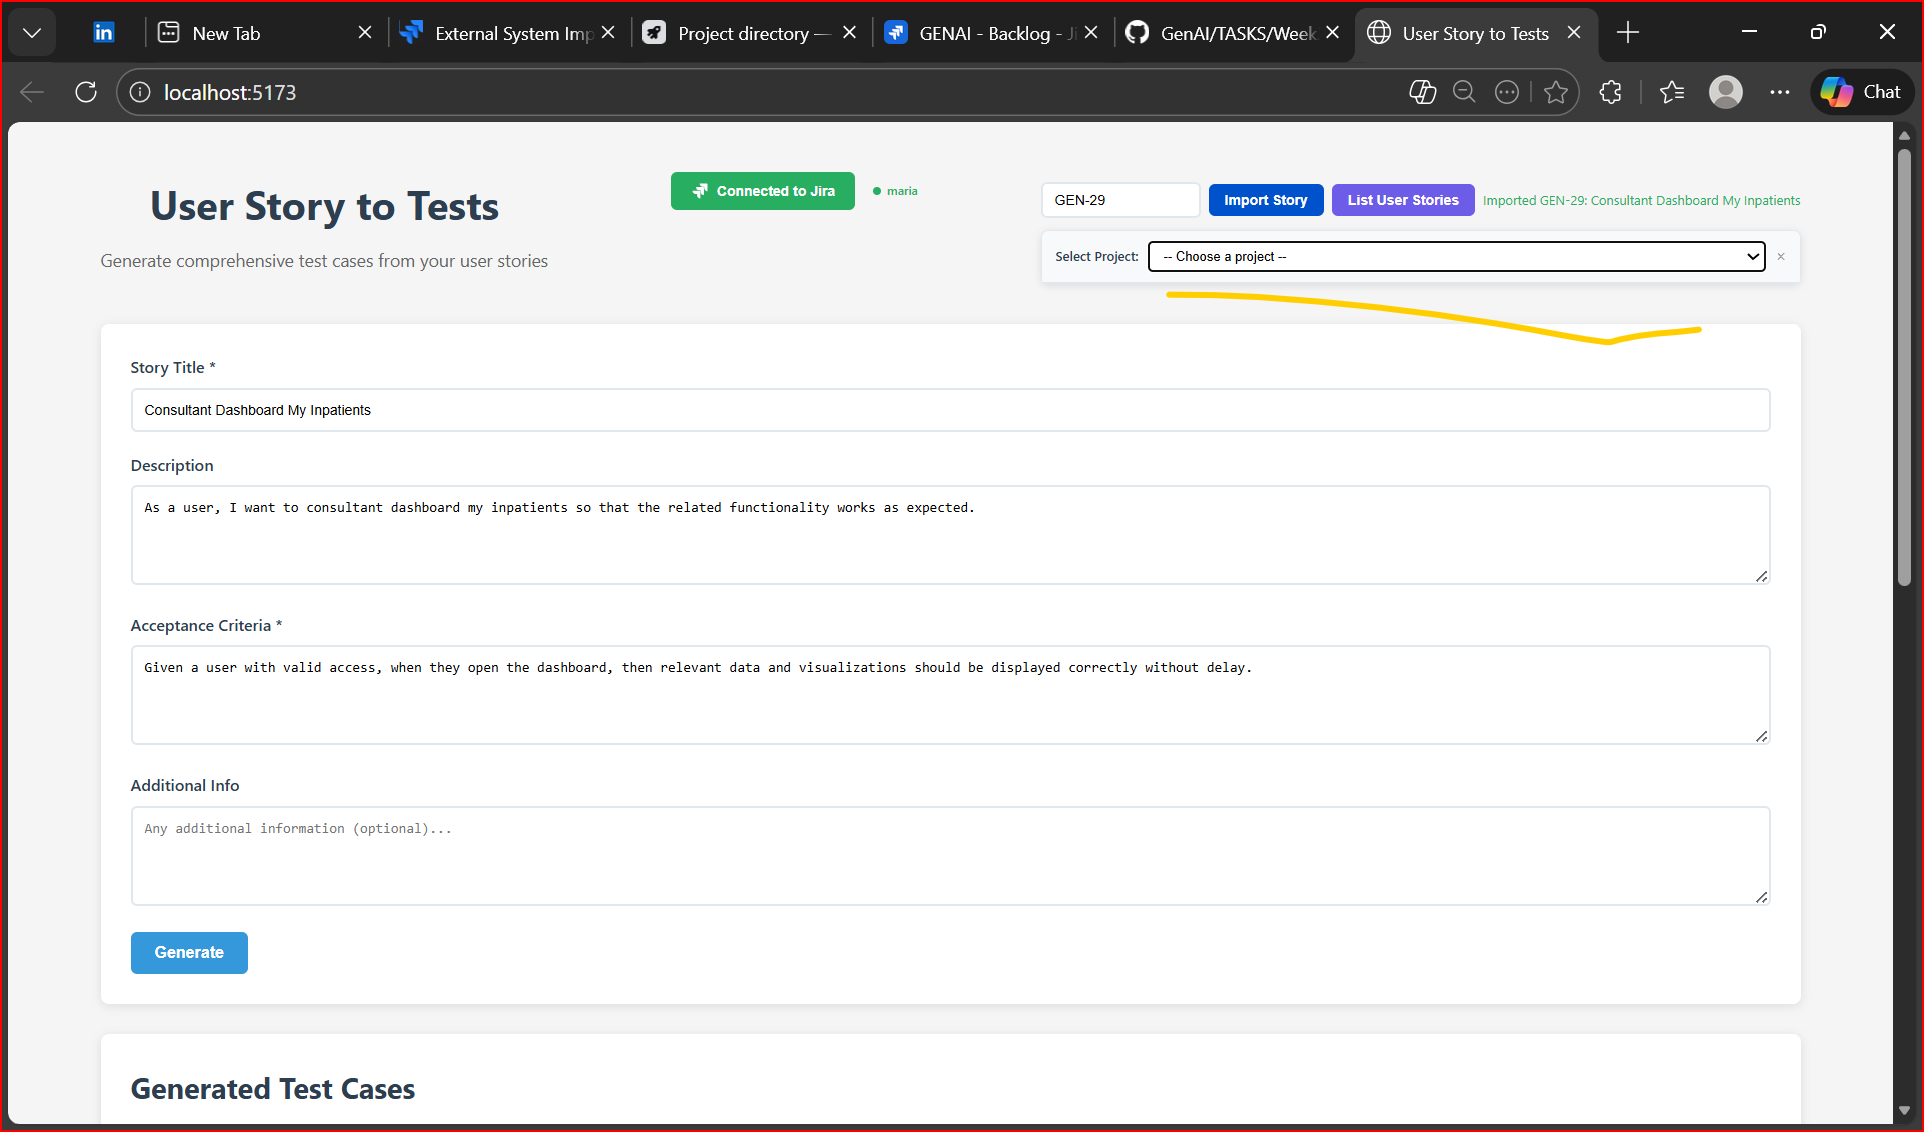 New Tab
External System Imp
Project directory —
GENAI - Backlog - Ji
GenAI/TASKS/Week
User Story to Tests
localhost:5173
Chat
User Story to Tests
Generate comprehensive test cases from your user stories
Connected to Jira
maria
GEN-29
Import Story
List User Stories
Imported GEN-29: Consultant Dashboard My Inpatients
Select Project:
-- Choose a project --
×
Story Title *
Consultant Dashboard My Inpatients
Description
As a user, I want to consultant dashboard my inpatients so that the related functionality works as expected.
Acceptance Criteria *
Given a user with valid access, when they open the dashboard, then relevant data and visualizations should be displayed correctly without delay.
Additional Info
Any additional information (optional)...
Generate
Generated Test Cases